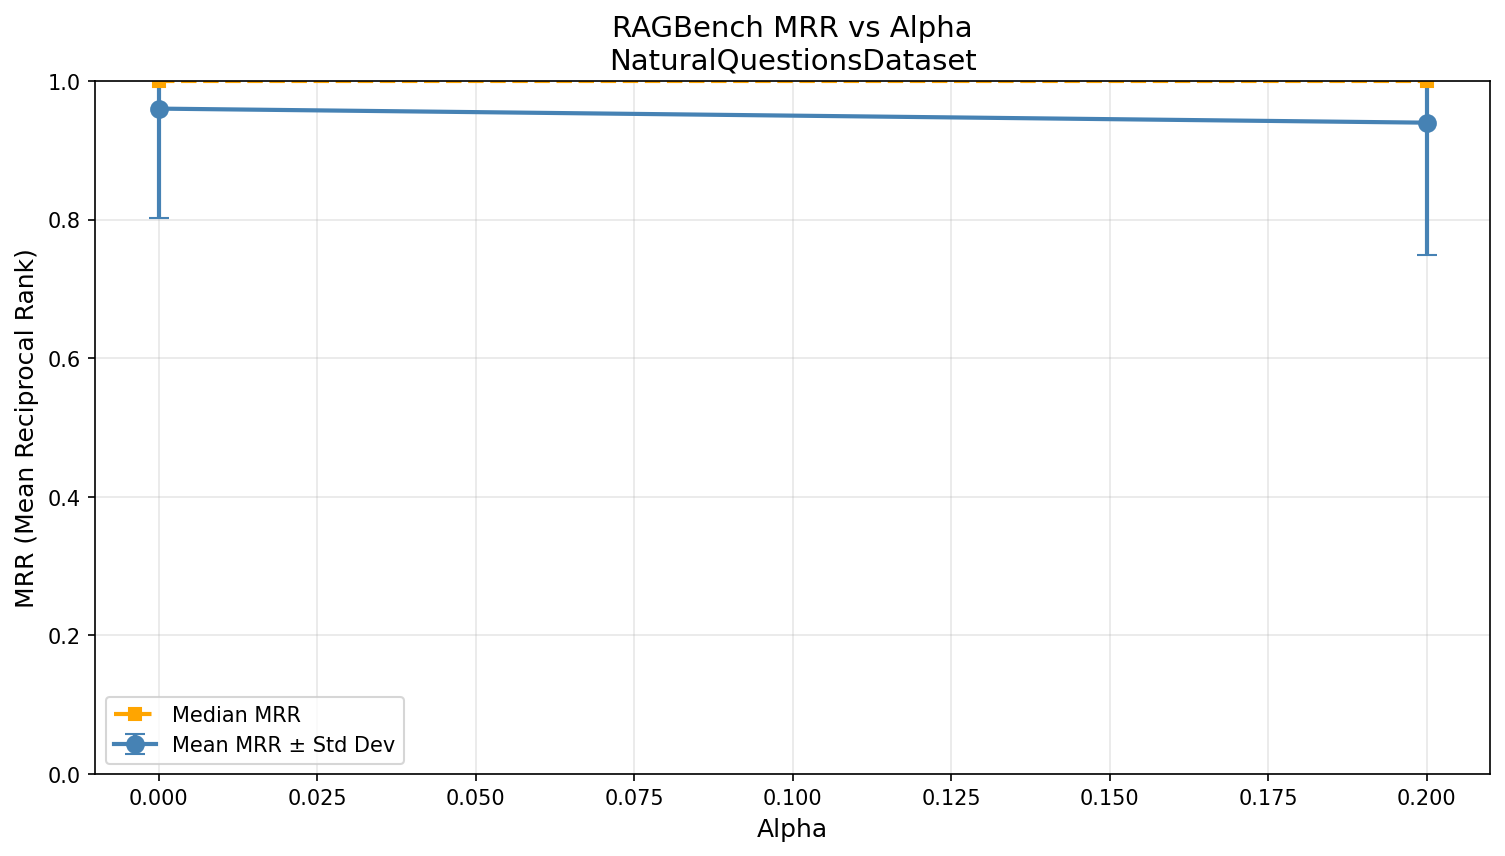 RAGBench MRR vs Alpha
NaturalQuestionsDataset
MRR (Mean Reciprocal Rank)
1.0
0.8
0.6
0.4
0.2
0.0
Median MRR
Mean MRR ± Std Dev
0.000 0.025 0.050 0.075 0.100 0.125 0.150 0.175 0.200
Alpha